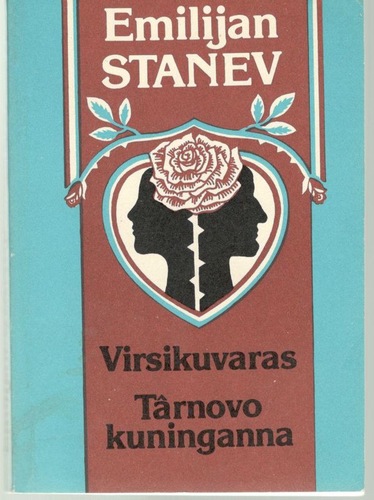 Emilijan
STANEV
Virsikuvaras
Târnovo
kuninganna